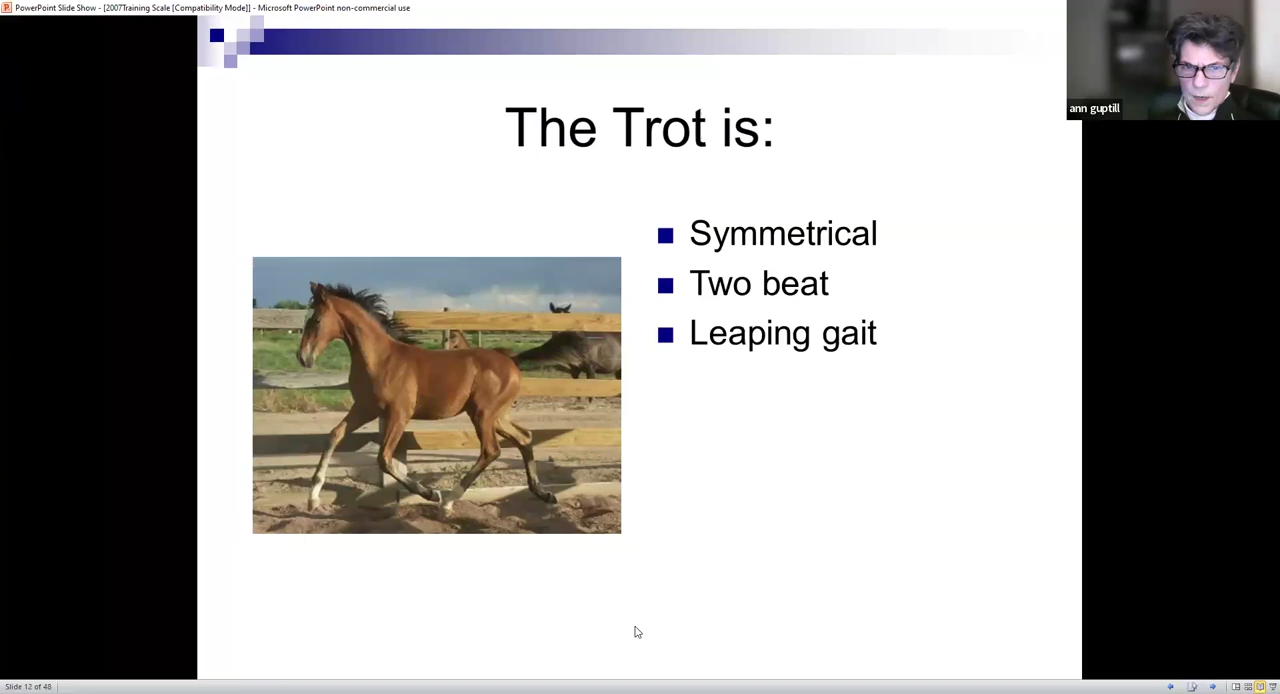 PowerPoint Slide Show - [2007Training Scale [Compatibility Mode]] - Microsoft PowerPoint non-commercial use
ann guptill
The Trot is:
Symmetrical
Two beat
Leaping gait
Slide 12 of 48